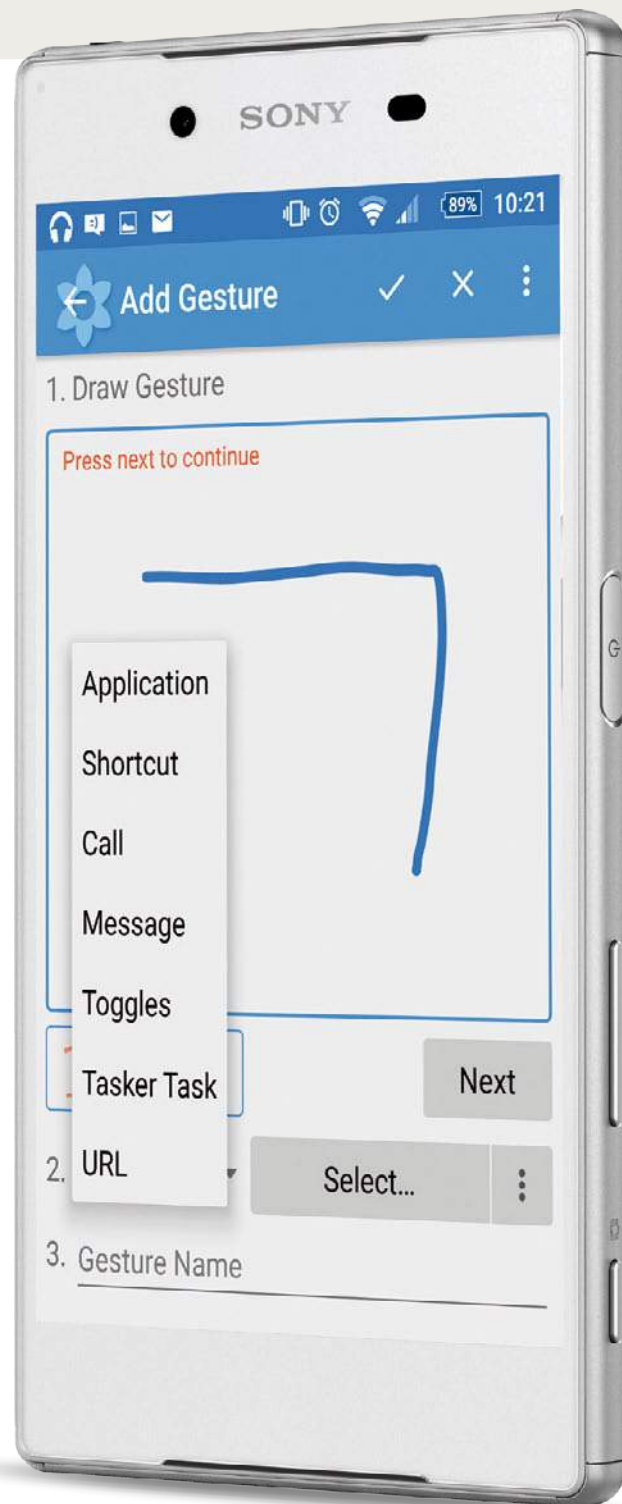 SONY
89% 10:21
Add Gesture
1. Draw Gesture
Press next to continue
Application
Shortcut
Call
Message
Toggles
Tasker Task
Next
2. URL
Select...
3. Gesture Name